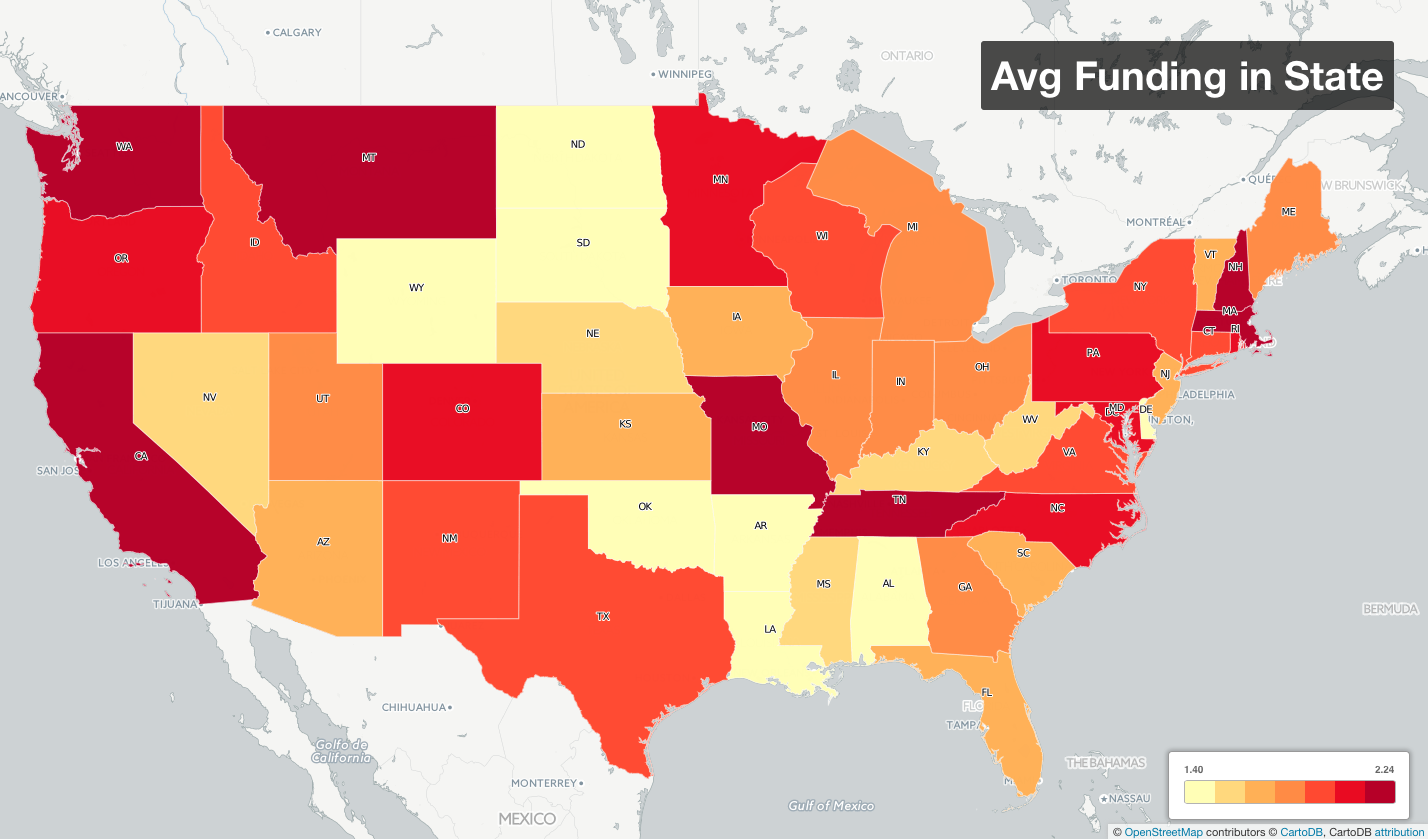 Avg Funding in State
CALGARY
WINNIPEG
ONTARIO
ANCOUVER
WA
MT
ND
MN
SD
ID
OR
WY
WI
MI
ME
QUÉ
W BRUNSWICK
MONTRÉAL
TORONTO
NY
VT
NH
MA
CT
RI
NE
IA
PA
NJ
LADELPHIA
NV
UT
CO
KS
MO
IL
IN
OH
WV
MD
DC
DE
NGTON,
VA
KY
CA
SAN JOS
LOS ANGELES
TIJUANA
AZ
NM
OK
AR
TN
NC
SC
MS
AL
GA
LA
TX
FL
FLO
TAMPA
BERMUDA
CHIHUAHUA
Golfo de
California
MONTERREY
MEXICO
Gulf of Mexico
THE BAHAMAS
NASSAU
1.40 2.24
© OpenStreetMap contributors © CartoDB, CartoDB attribution